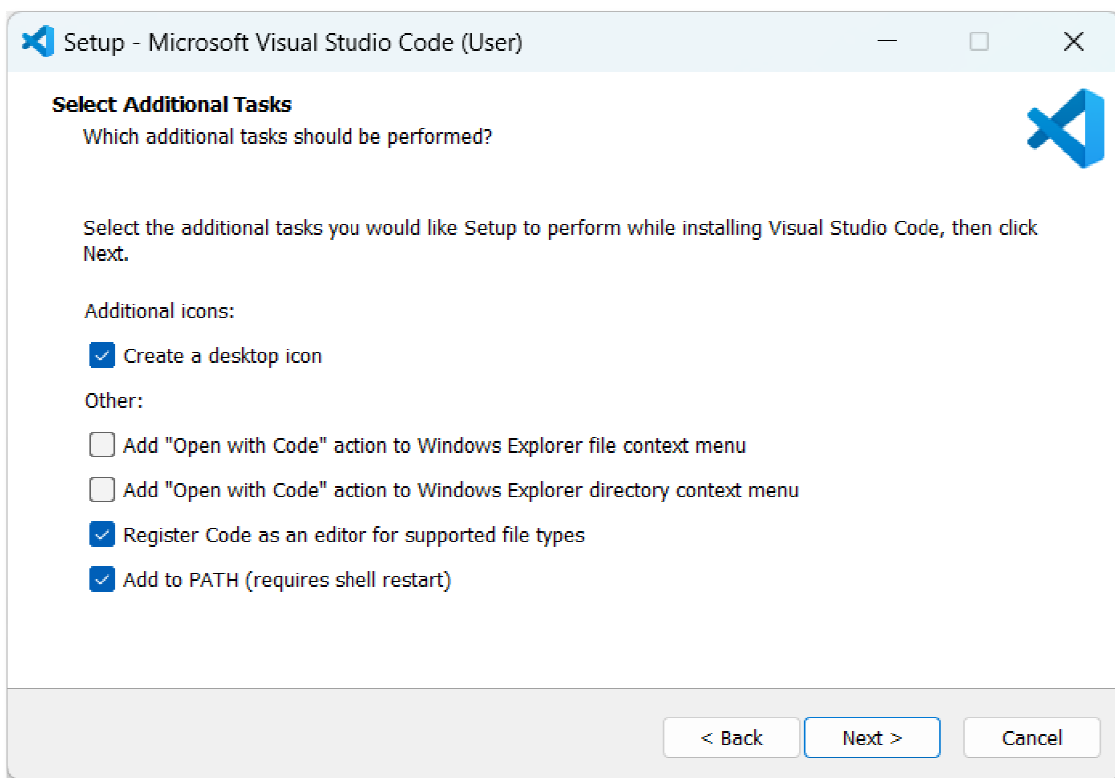 Setup - Microsoft Visual Studio Code (User)
Select Additional Tasks
Which additional tasks should be performed?
Select the additional tasks you would like Setup to perform while installing Visual Studio Code, then click
Next.
Additional icons:
Create a desktop icon
Other:
Add "Open with Code" action to Windows Explorer file context menu
Add "Open with Code" action to Windows Explorer directory context menu
Register Code as an editor for supported file types
Add to PATH (requires shell restart)
< Back Next > Cancel